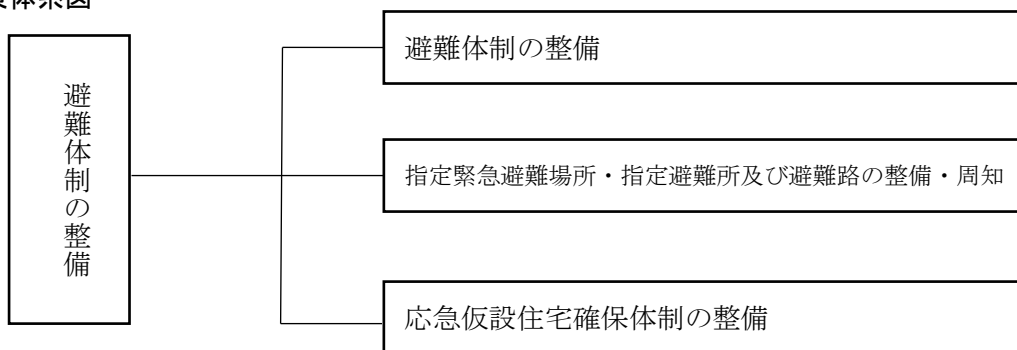 体系図
避難体制の整備
避難体制の整備
指定緊急避難場所・指定避難所及び避難路の整備・周知
応急仮設住宅確保体制の整備